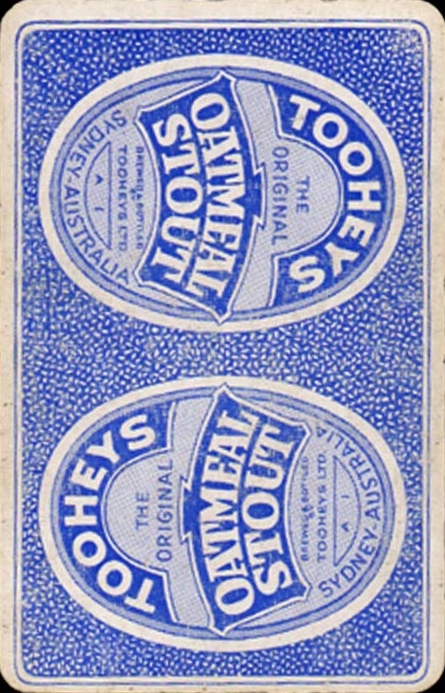 TOOHEYS
THE
ORIGINAL
OATMEAL
STOUT
BREWED & BOTTLED
BY
TOOHEYS LTD
SYDNEY. AUSTRALIA
TOOHEYS
THE
ORIGINAL
OATMEAL
STOUT
BREWED & BOTTLED
BY
TOOHEYS LTD
SYDNEY. AUSTRALIA